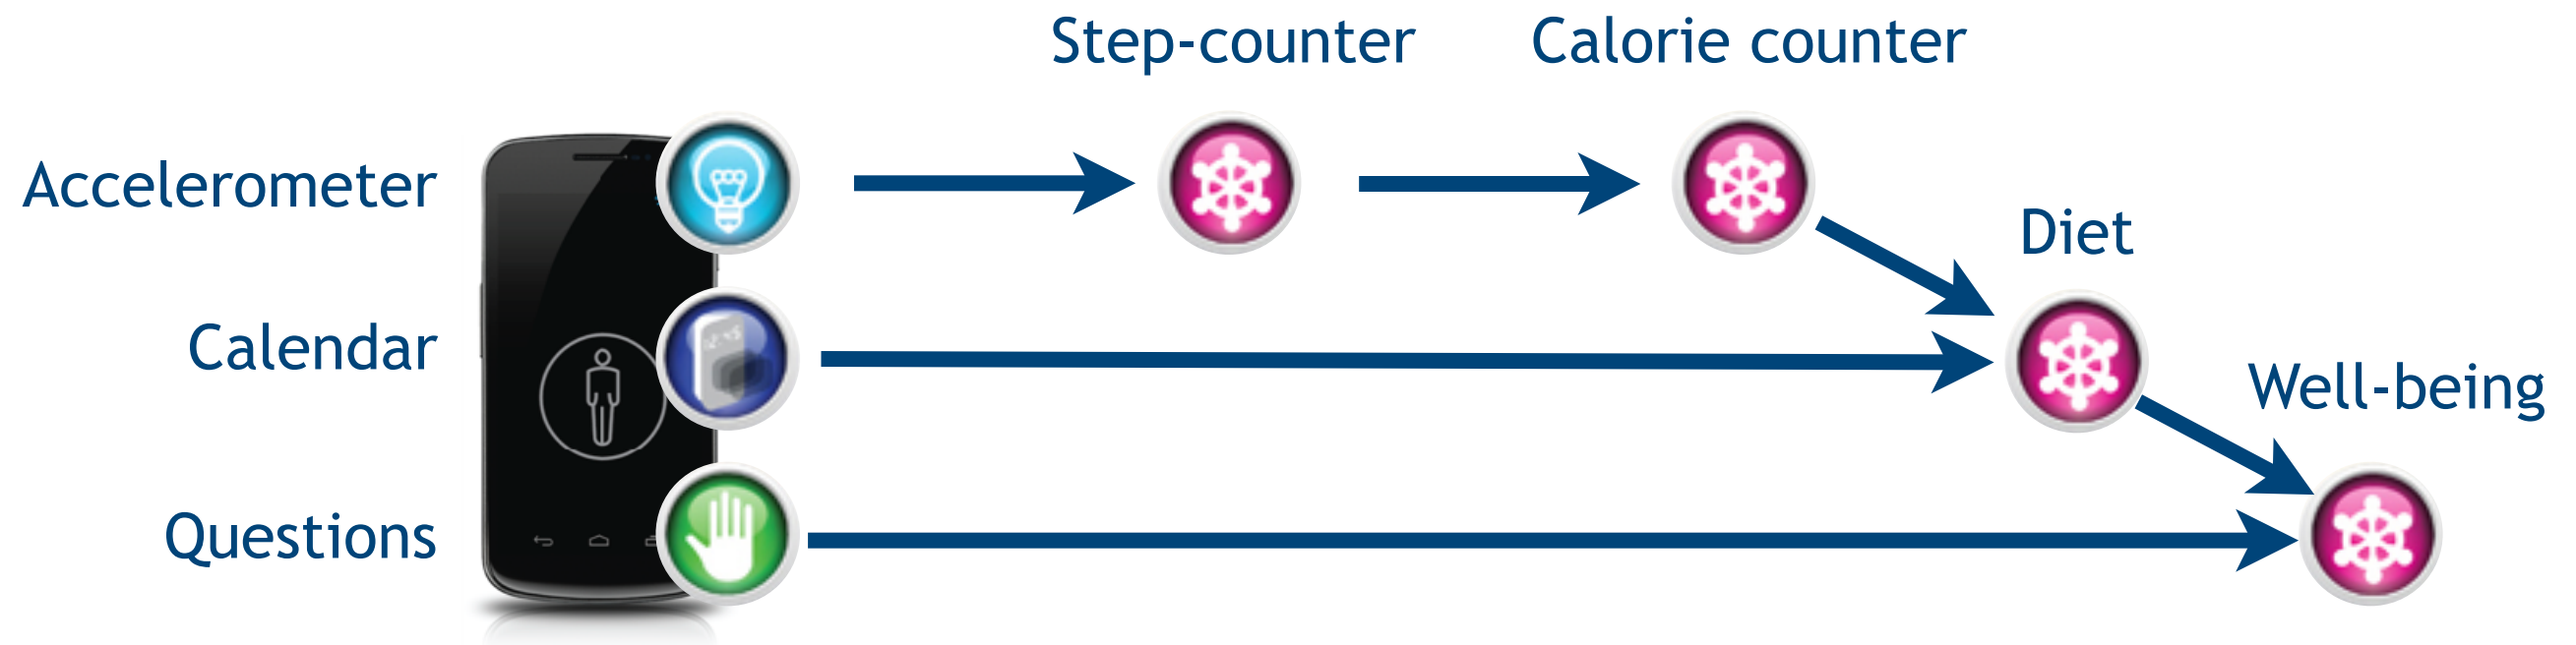 Step-counter
Calorie counter
Accelerometer
Diet
Calendar
Well-being
Questions